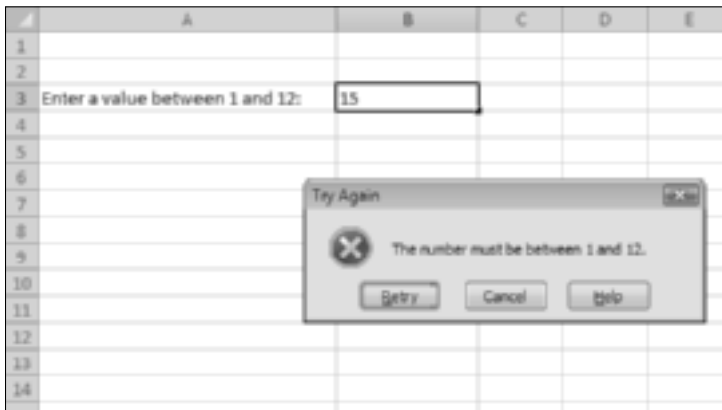 A B C D E
1
2
3 Enter a value between 1 and 12: 15
4
5
6
7
8
9
10
11
12
13
14
Try Again
The number must be between 1 and 12.
Retry Cancel Help